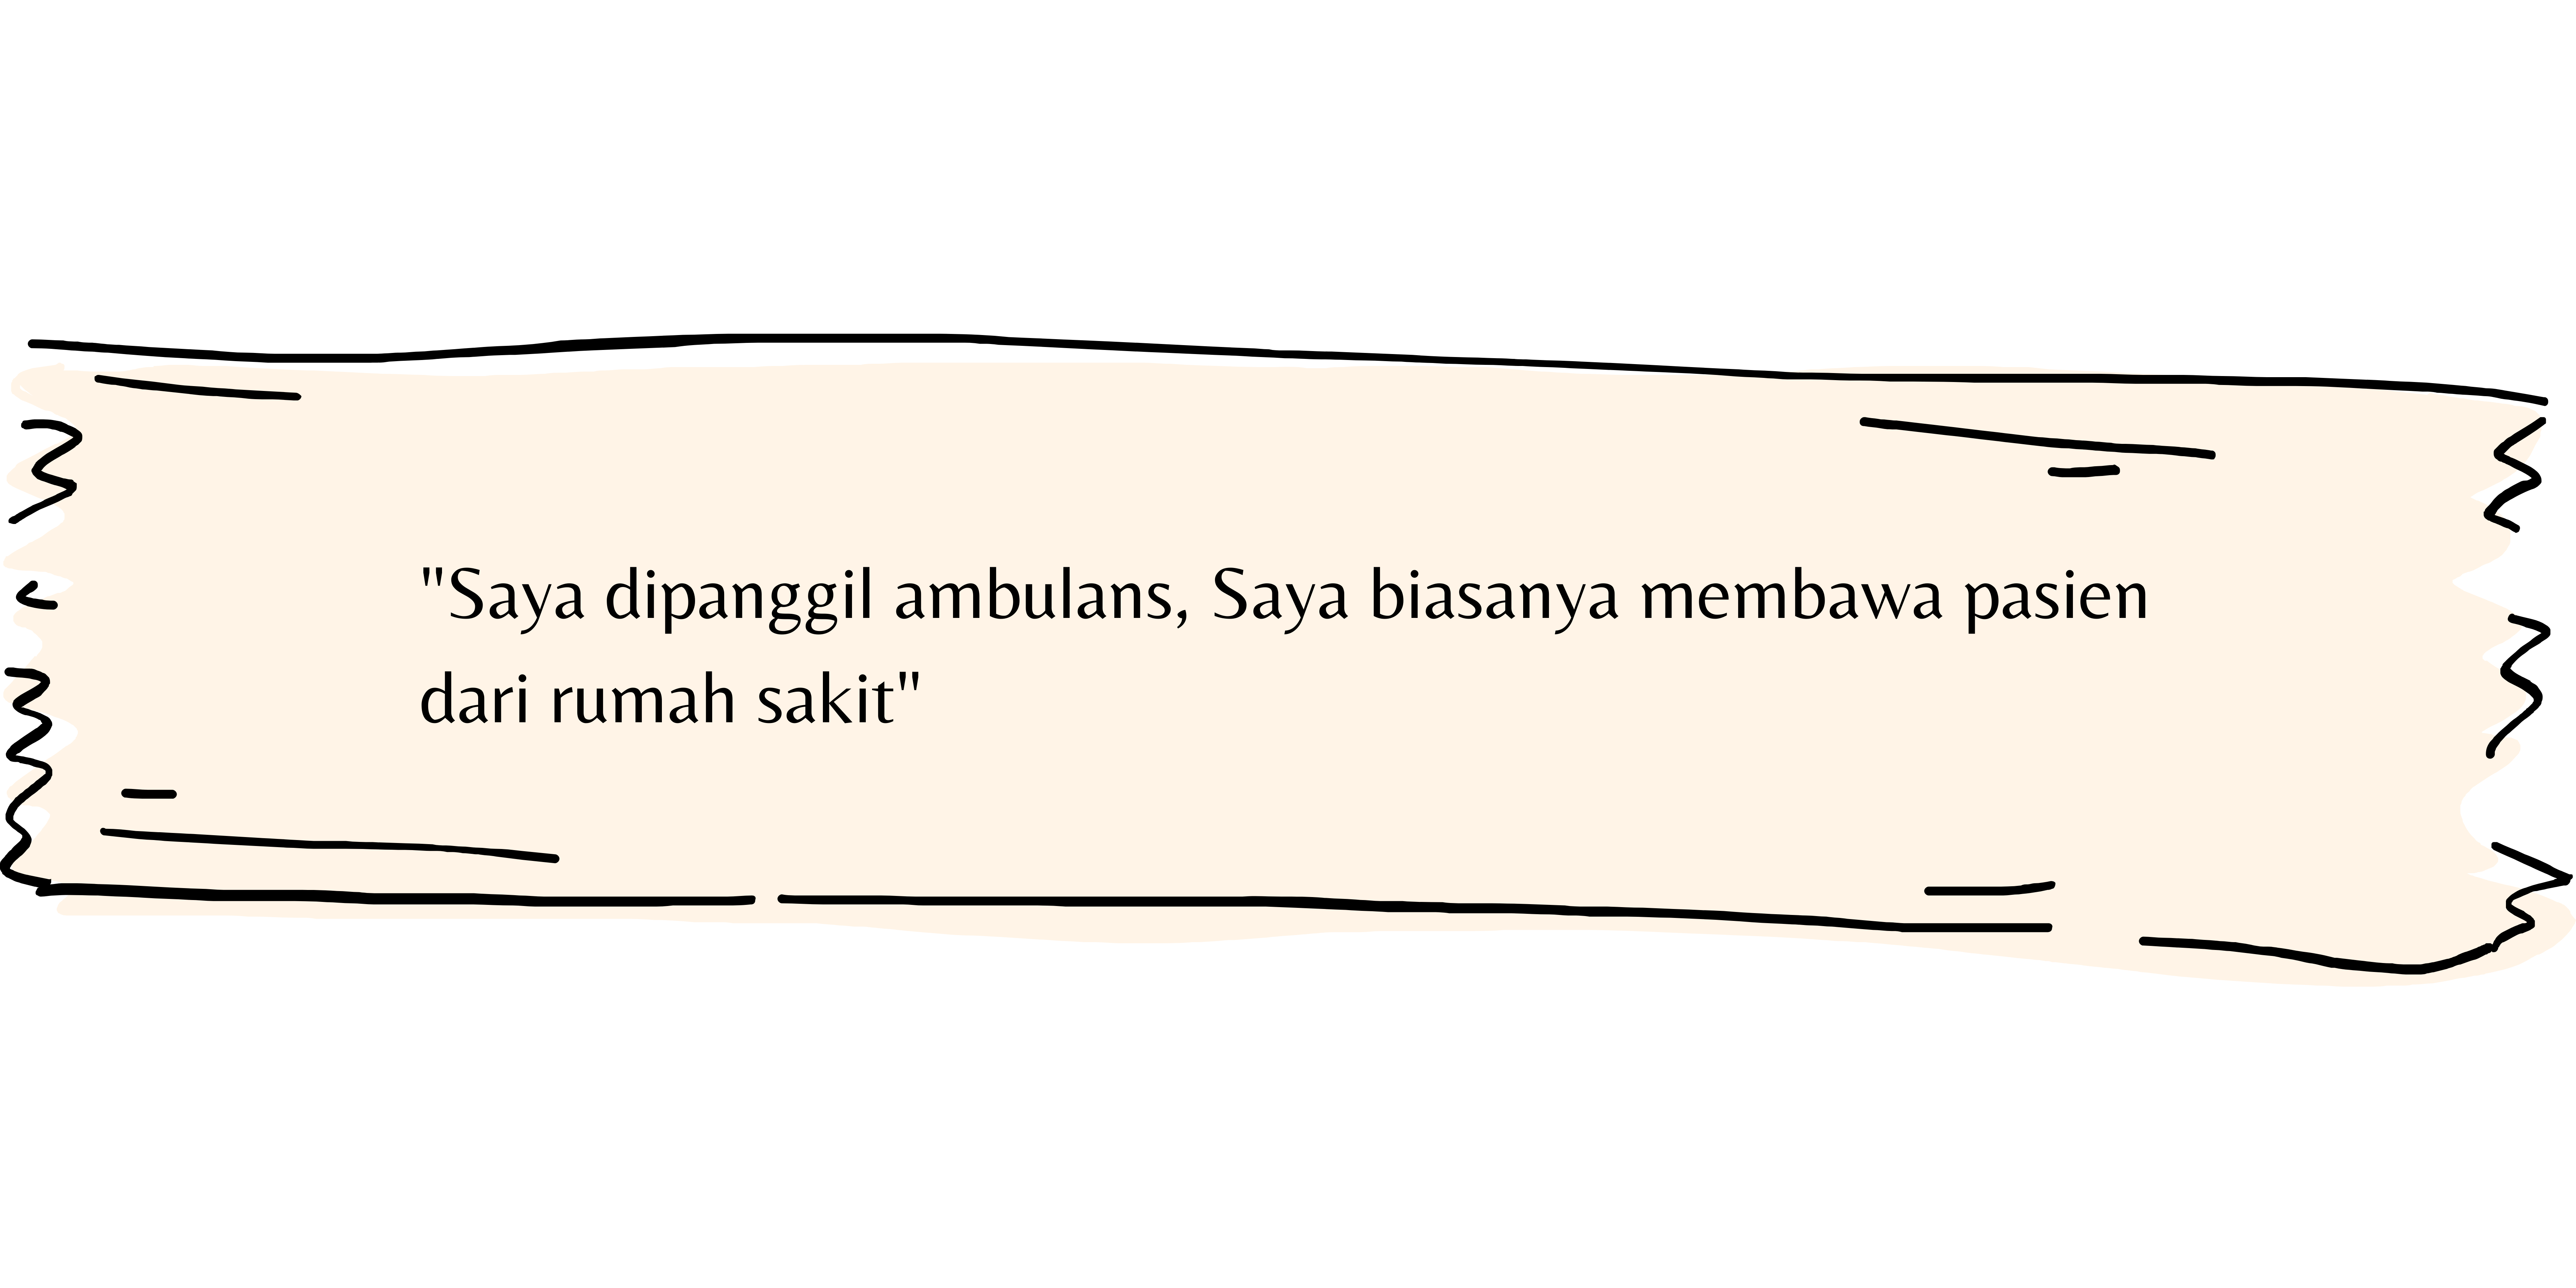 "Saya dipanggil ambulans, Saya biasanya membawa pasien
dari rumah sakit"